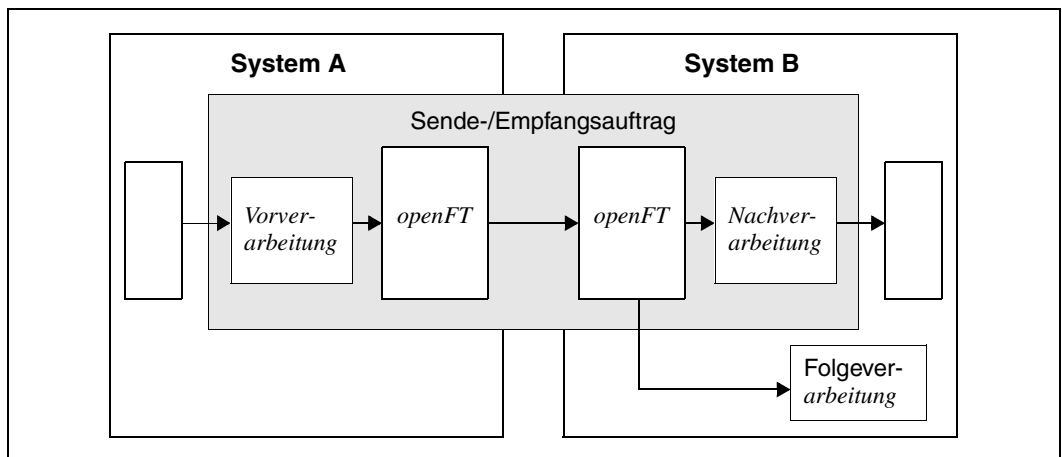 System A
System B
Sende-/Empfangsauftrag
Vorver-
arbeitung
openFT
openFT
Nachver-
arbeitung
Folgever-
arbeitung